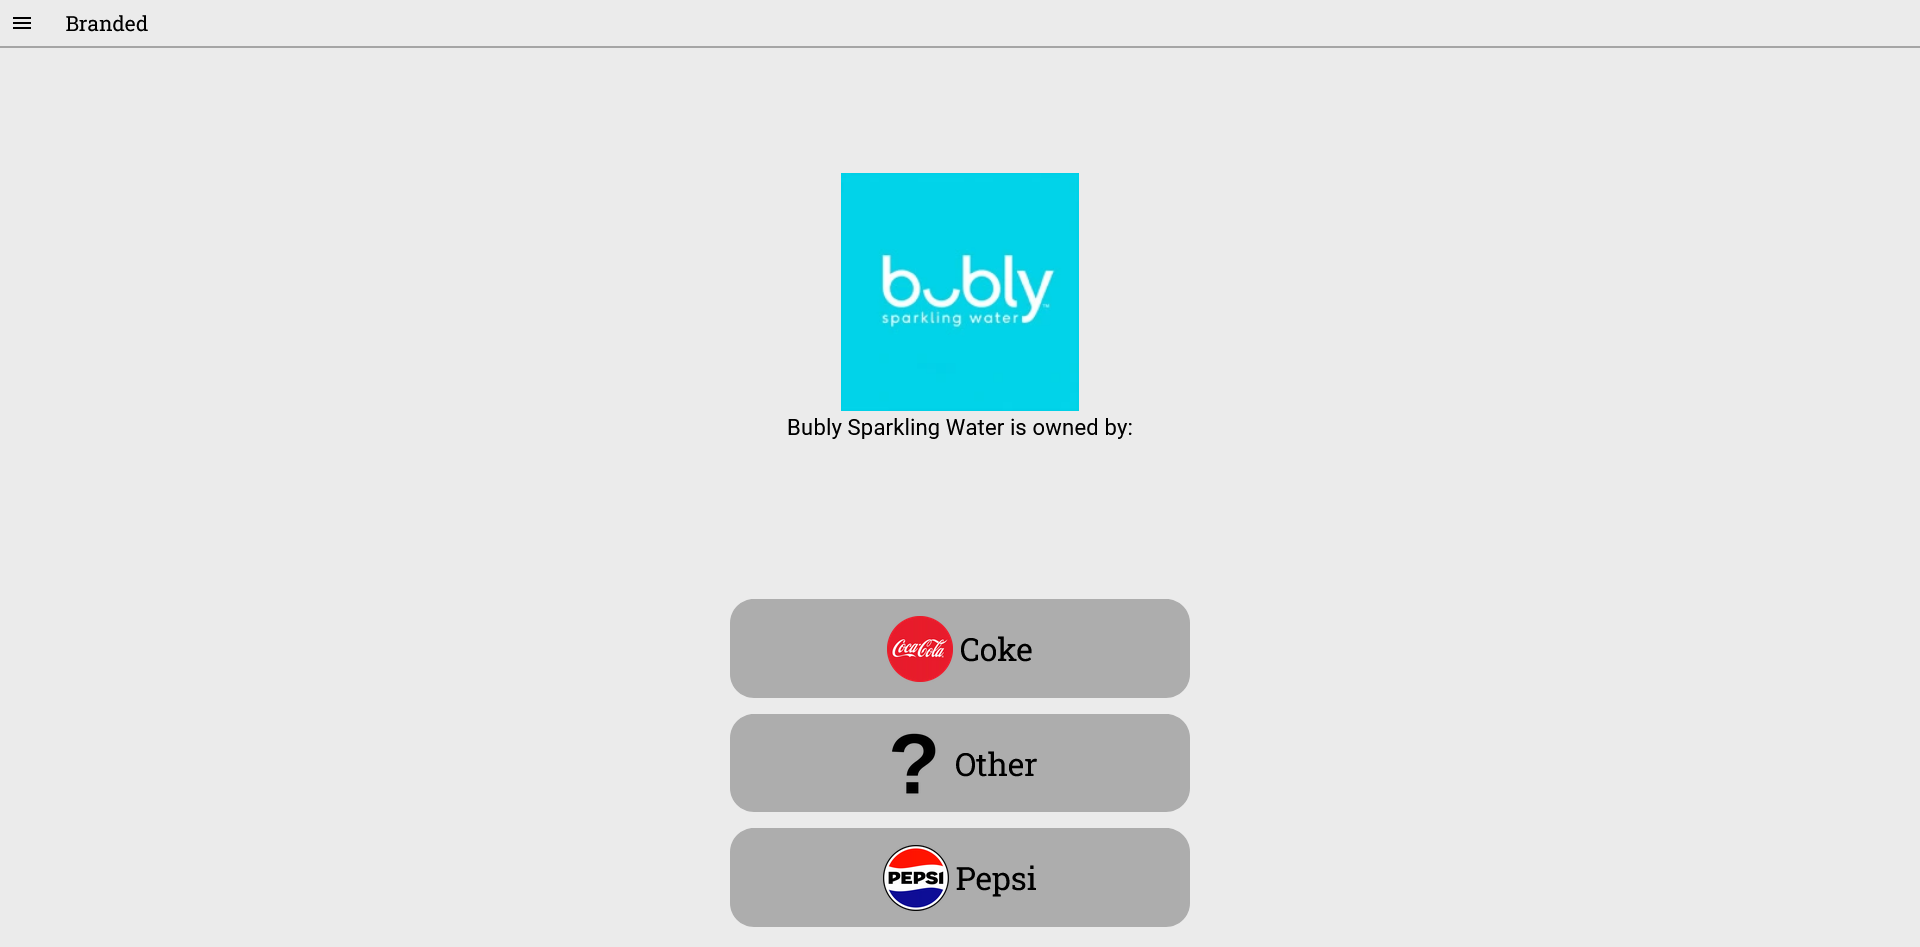 Branded
bubly
sparkling water
Bubly Sparkling Water is owned by:
Coca-Cola Coke
? Other
PEPSI Pepsi